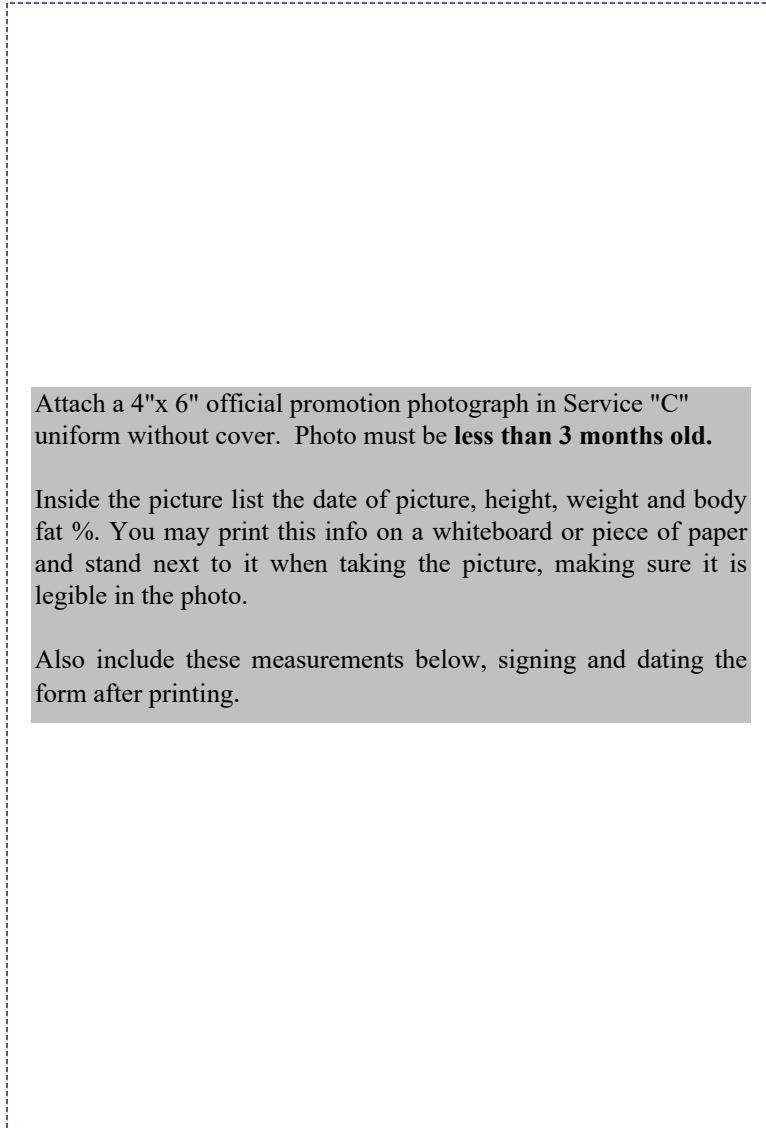 Attach a 4"x 6" official promotion photograph in Service "C"
uniform without cover.  Photo must be less than 3 months old.
Inside the picture list the date of picture, height, weight and body
fat %. You may print this info on a whiteboard or piece of paper
and stand next to it when taking the picture, making sure it is
legible in the photo.
Also include these measurements below, signing and dating the
form after printing.